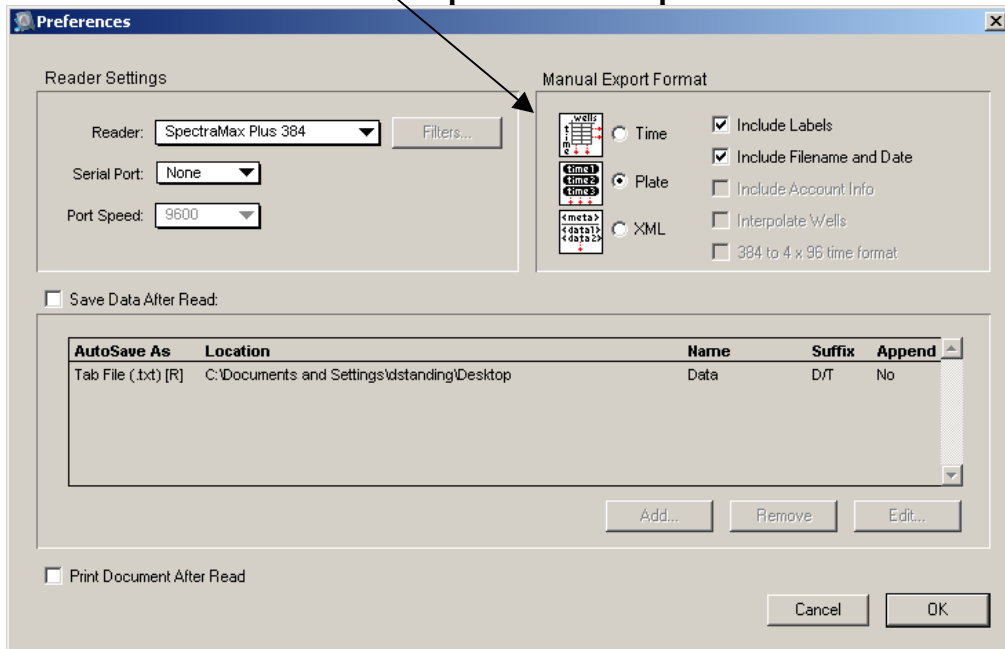 Preferences
Reader Settings
Reader: SpectraMax Plus 384 Filters...
Serial Port: None
Port Speed: 9600
Manual Export Format
wells
time
Time
time1
time2
time3
Plate
<meta>
<data1>
<data2>
XML
Include Labels
Include Filename and Date
Include Account Info
Interpolate Wells
384 to 4 x 96 time format
Save Data After Read:
AutoSave As Location Name Suffix Append
Tab File (.txt) [R] C:\Documents and Settings\dstanding\Desktop Data D/T No
Add... Remove Edit...
Print Document After Read
Cancel OK